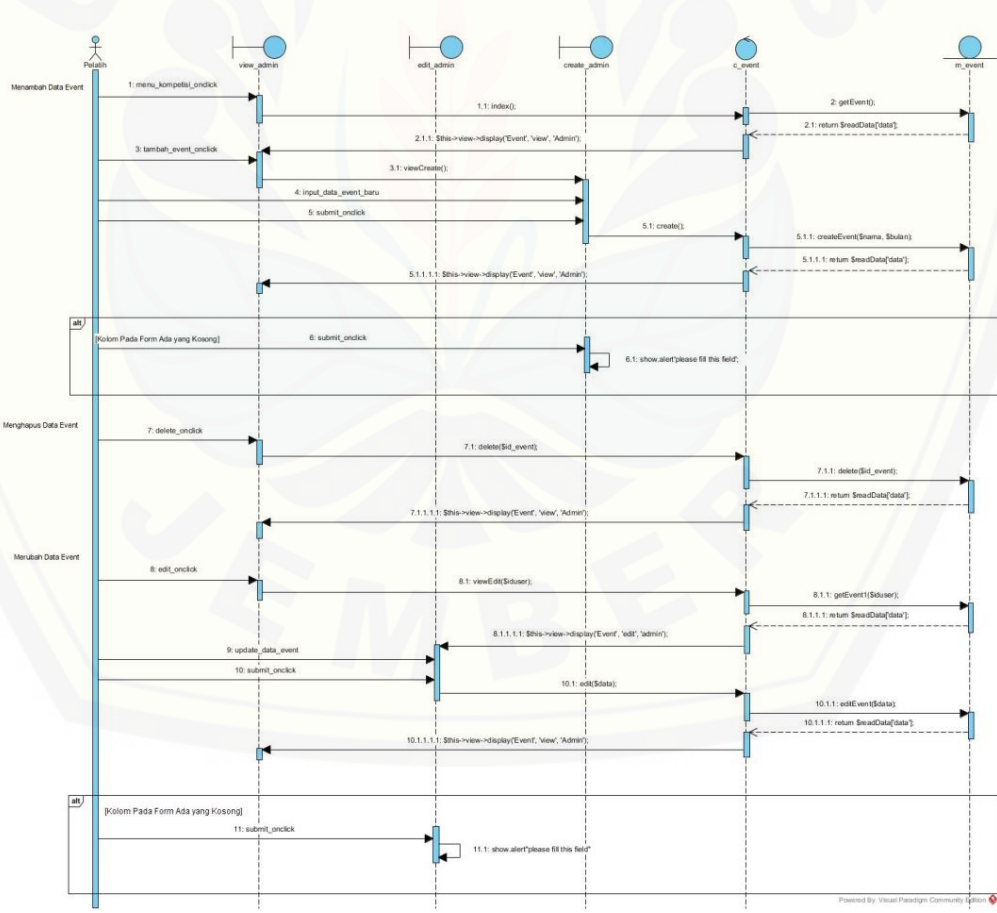 Pelatih
view_admin
edit_admin
create_admin
c_event
m_event
Menambah Data Event
1: menu_kompetisi_onclick
1.1: index();
2: getEvent();
2.1: return $readData['data'];
2.1.1: $this->view->display('Event', 'view', 'Admin');
3: tambah_event_onclick
3.1: viewCreate();
4: input_data_event_baru
5: submit_onclick
5.1: create();
5.1.1: createEvent($nama, $bulan);
5.1.1.1: return $readData['data'];
5.1.1.1.1: $this->view->display('Event', 'view', 'Admin');
alt
[Kolom Pada Form Ada yang Kosong]
6: submit_onclick
6.1: show.alert'please fill this field';
Menghapus Data Event
7: delete_onclick
7.1: delete($id_event);
7.1.1: delete($id_event);
7.1.1.1: return $readData['data'];
7.1.1.1.1: $this->view->display('Event', 'view', 'Admin');
Merubah Data Event
8: edit_onclick
8.1: viewEdit($iduser);
8.1.1: getEvent1($iduser);
8.1.1.1: return $readData['data'];
8.1.1.1.1: $this->view->display('Event', 'edit', 'admin');
9: update_data_event
10: submit_onclick
10.1: edit($data);
10.1.1: editEvent($data);
10.1.1.1: return $readData['data'];
10.1.1.1.1: $this->view->display('Event', 'view', 'Admin');
alt
[Kolom Pada Form Ada yang Kosong]
11: submit_onclick
11.1: show.alert"please fill this field"
JEMBER
Powered By Visual Paradigm Community Edition